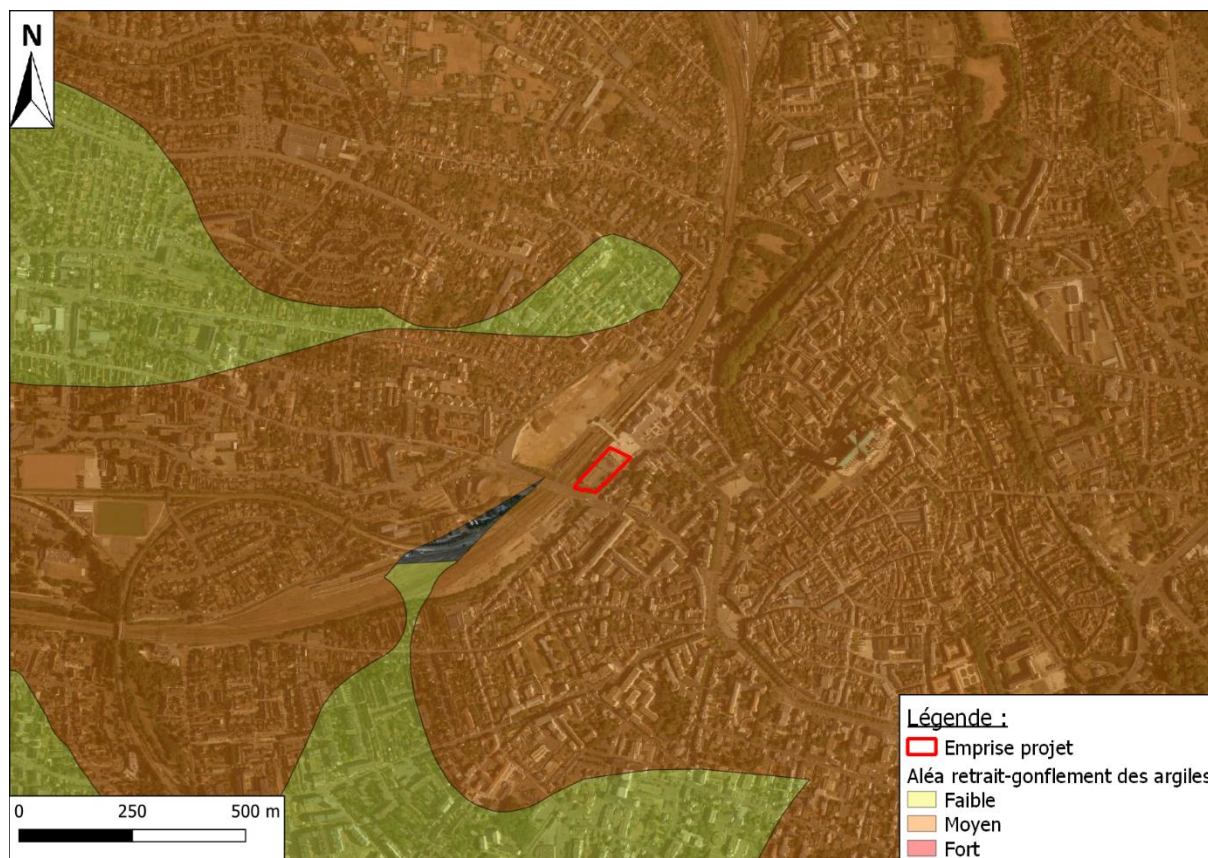 N
Légende :
Emprise projet
Aléa retrait-gonflement des argiles
Faible
Moyen
Fort
0 250 500 m